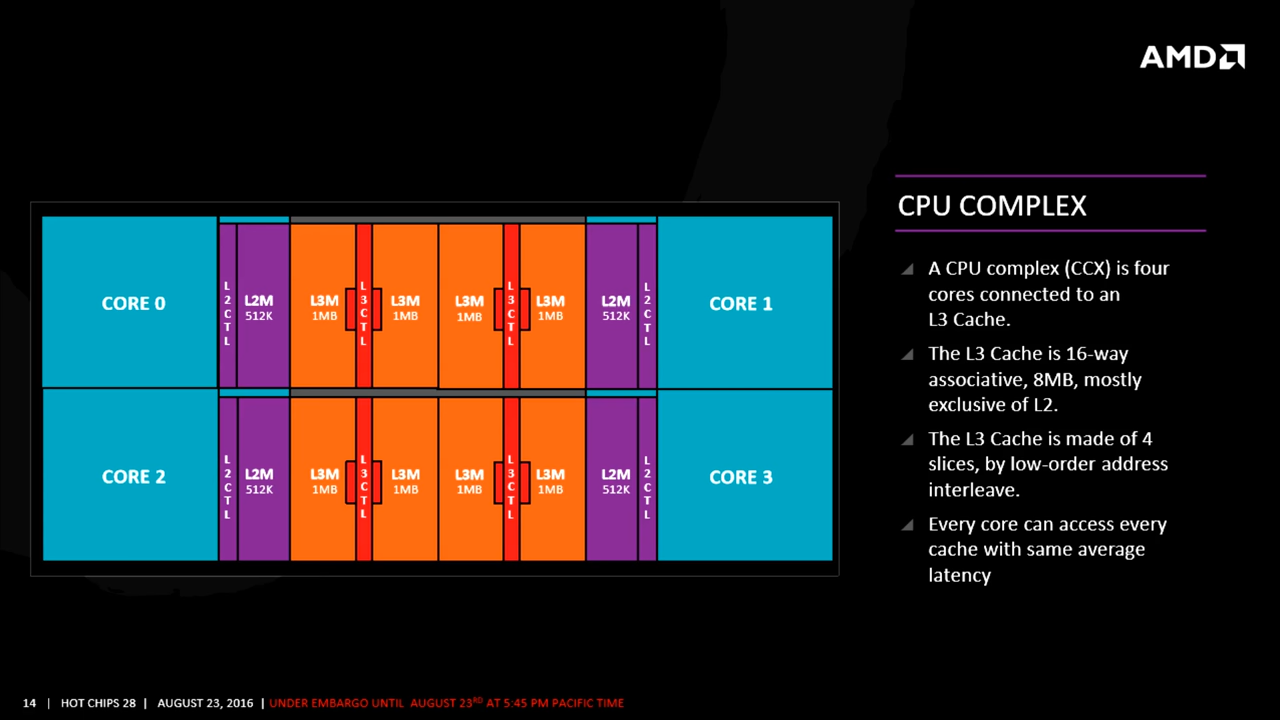 AMD
CPU COMPLEX
CORE 0
L2CTL
L2M
512K
L3M
1MB
L3CTL
L3M
1MB
L3M
1MB
L3CTL
L3M
1MB
L2M
512K
L2CTL
CORE 1
CORE 2
L2CTL
L2M
512K
L3M
1MB
L3CTL
L3M
1MB
L3M
1MB
L3CTL
L3M
1MB
L2M
512K
L2CTL
CORE 3
A CPU complex (CCX) is four
cores connected to an
L3 Cache.
The L3 Cache is 16-way
associative, 8MB, mostly
exclusive of L2.
The L3 Cache is made of 4
slices, by low-order address
interleave.
Every core can access every
cache with same average
latency
14 | HOT CHIPS 28 | AUGUST 23, 2016 | UNDER EMBARGO UNTIL AUGUST 23RD AT 5:45 PM PACIFIC TIME